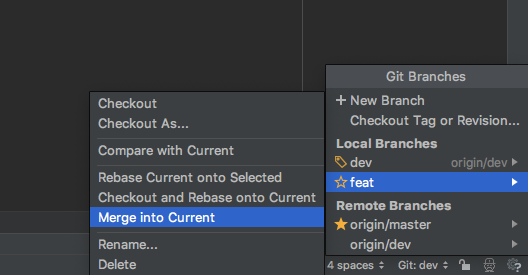 Git Branches
+ New Branch
Checkout Tag or Revision...
Local Branches
dev origin/dev
feat
Remote Branches
origin/master
origin/dev
Checkout
Checkout As...
Compare with Current
Rebase Current onto Selected
Checkout and Rebase onto Current
Merge into Current
Rename...
Delete
4 spaces Git: dev